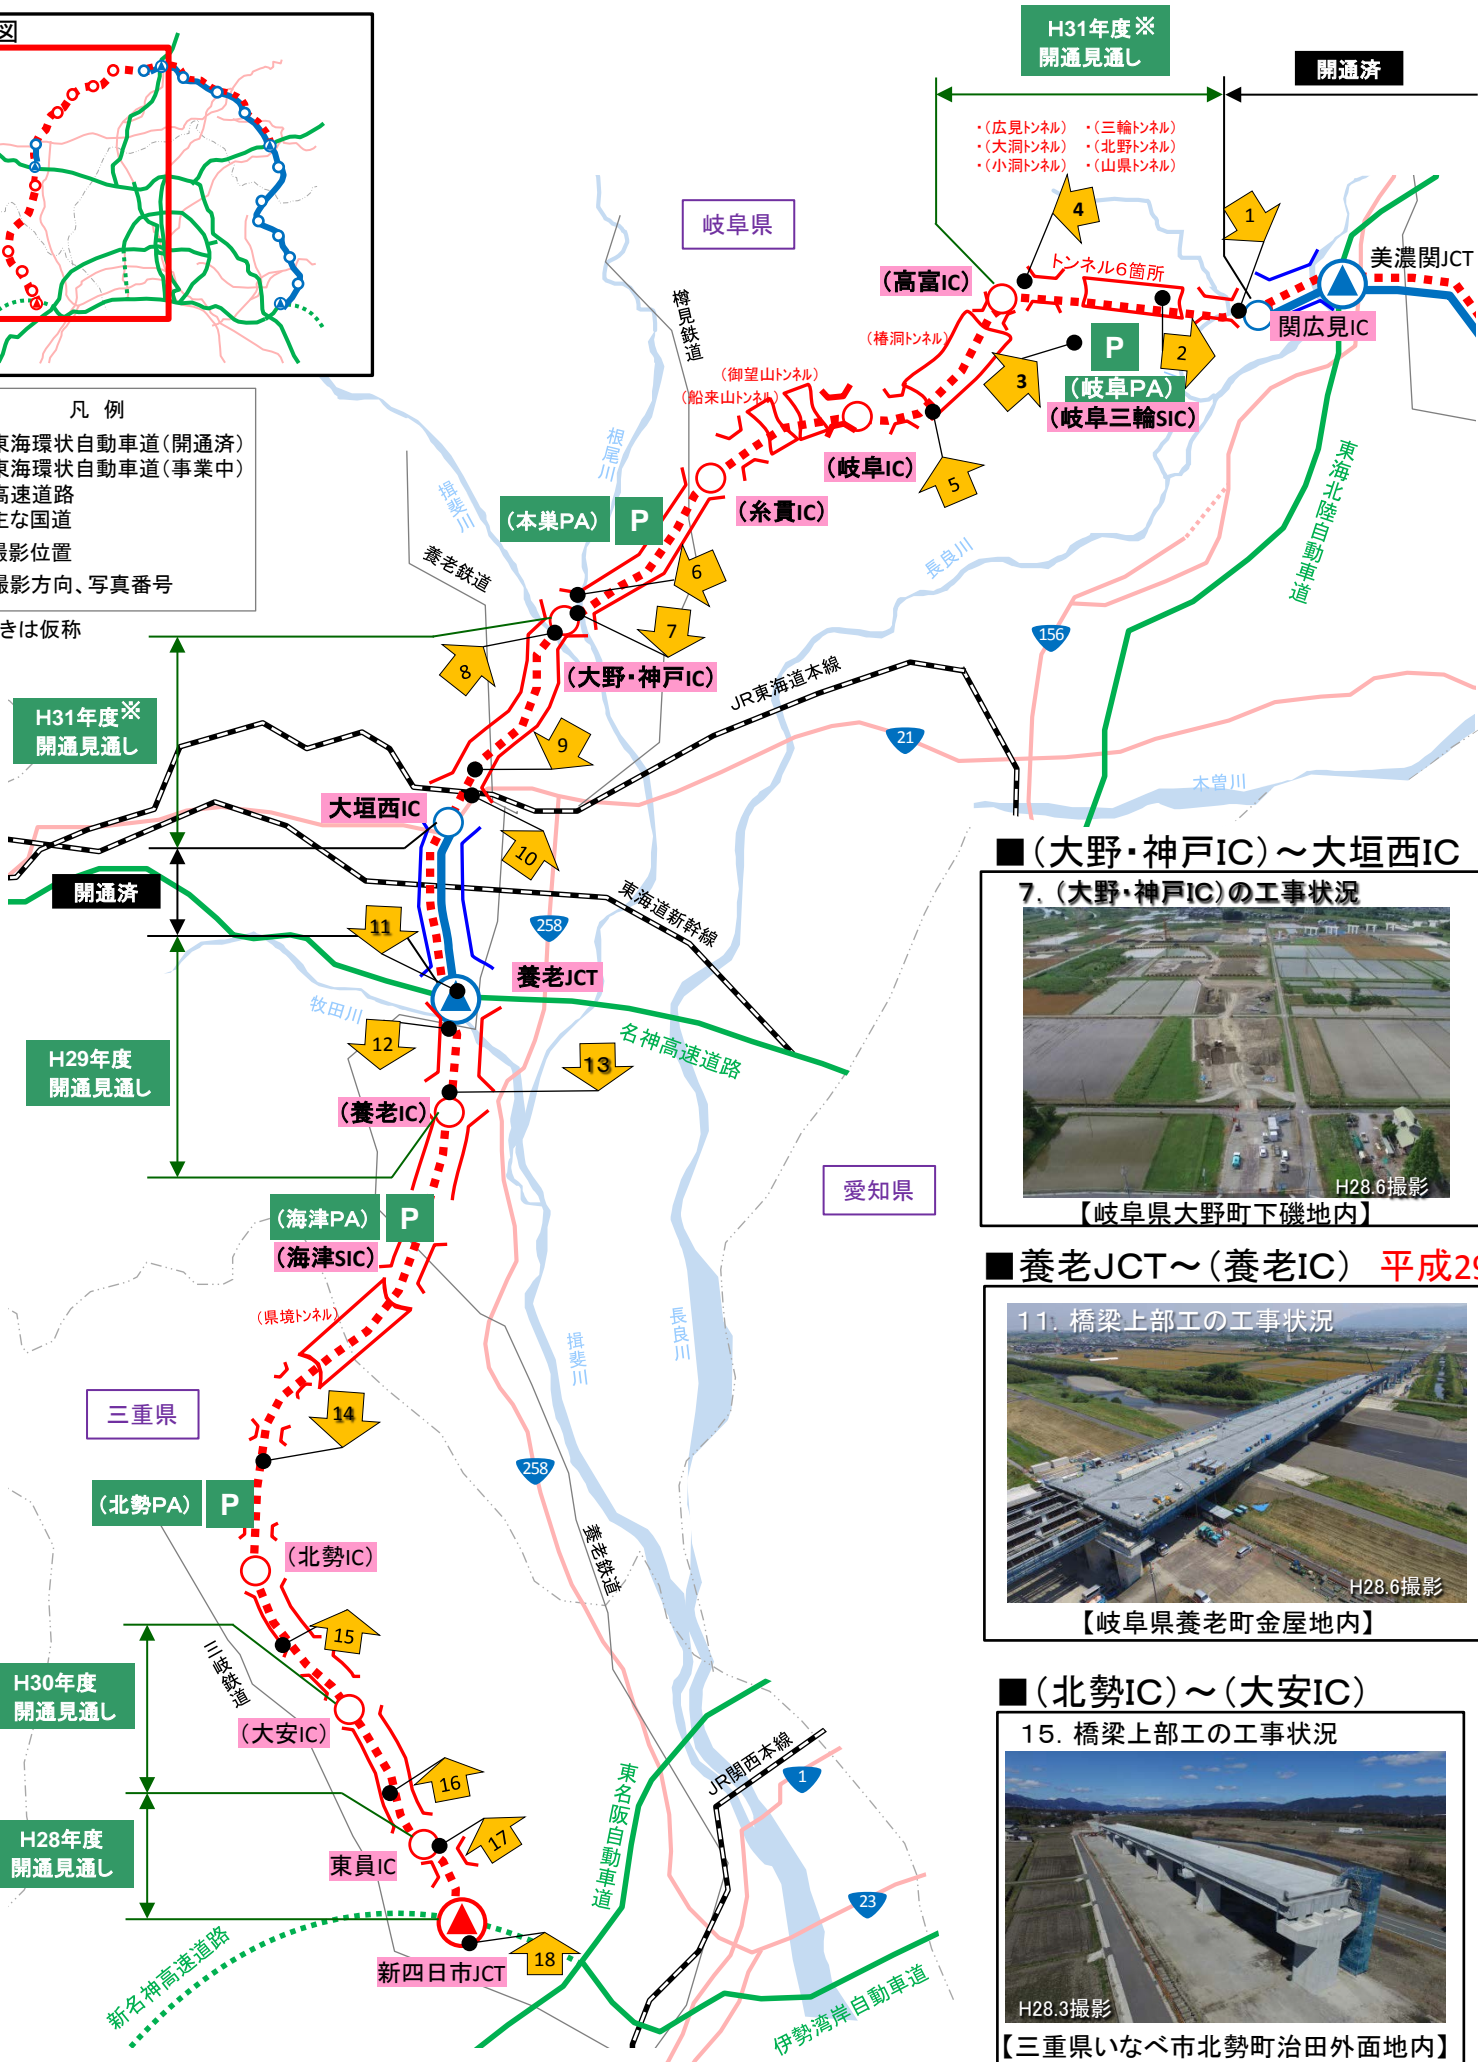 図
凡 例
東海環状自動車道(開通済)
東海環状自動車道(事業中)
高速道路
主な国道
撮影位置
撮影方向、写真番号
きは仮称
H31年度※
開通見通し
開通済
・(広見トンネル) ・(三輪トンネル)
・(大洞トンネル) ・(北野トンネル)
・(小洞トンネル) ・(山県トンネル)
岐阜県
4
1
美濃関JCT
トンネル6箇所
(高富IC)
関広見IC
樽見鉄道
(椿洞トンネル)
P
2
3
(岐阜PA)
(岐阜三輪SIC)
(御望山トンネル)
(船来山トンネル)
根尾川
揖斐川
(岐阜IC)
5
(糸貫IC)
東海北陸自動車道
(本巣PA)
P
養老鉄道
長良川
6
7
8
156
(大野・神戸IC)
JR東海道本線
H31年度※
開通見通し
9
21
木曽川
大垣西IC
10
開通済
東海道新幹線
11
258
養老JCT
牧田川
12
名神高速道路
13
H29年度
開通見通し
(養老IC)
愛知県
(海津PA)
P
(海津SIC)
(県境トンネル)
揖斐川
長良川
三重県
14
258
(北勢PA)
P
(北勢IC)
養老鉄道
15
三岐鉄道
H30年度
開通見通し
(大安IC)
JR関西本線
1
16
東名阪自動車道
H28年度
開通見通し
17
東員IC
23
新名神高速道路
18
新四日市JCT
伊勢湾岸自動車道
■(大野・神戸IC)～大垣西IC
7. (大野・神戸IC)の工事状況
H28.6撮影
【岐阜県大野町下磯地内】
■養老JCT～(養老IC) 平成29
11. 橋梁上部工の工事状況
H28.6撮影
【岐阜県養老町金屋地内】
■(北勢IC)～(大安IC)
15. 橋梁上部工の工事状況
H28.3撮影
【三重県いなべ市北勢町治田外面地内】